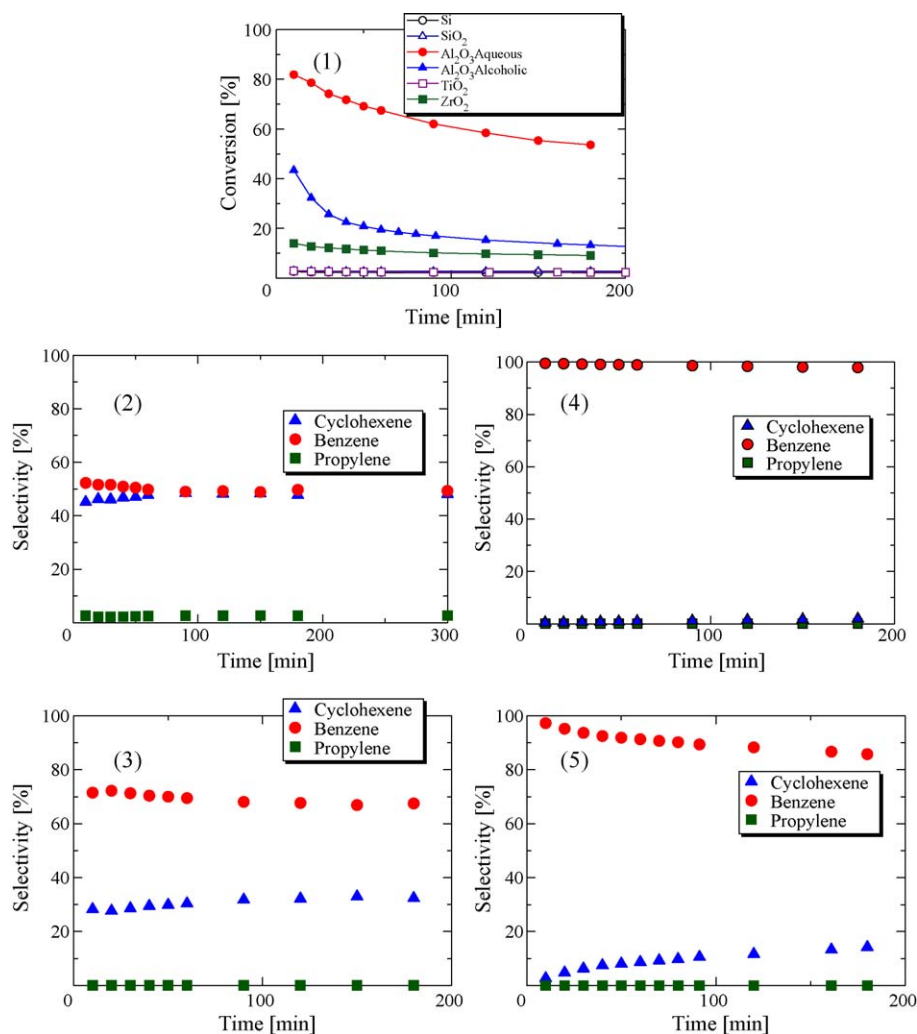 (1)
Si
SiO₂
Al₂O₃Aqueous
Al₂O₃Alcoholic
TiO₂
ZrO₂
Conversion [%]
100
80
60
40
20
0
0 100 200
Time [min]
(2)
Cyclohexene
Benzene
Propylene
Selectivity [%]
100
80
60
40
20
0 100 200 300
Time [min]
(4)
Cyclohexene
Benzene
Propylene
Selectivity [%]
100
80
60
40
20
0
0 100 200
Time [min]
(3)
Cyclohexene
Benzene
Propylene
Selectivity [%]
100
80
60
40
20
0
0 100 200
Time [min]
(5)
Cyclohexene
Benzene
Propylene
Selectivity [%]
100
80
60
40
20
0
0 100 200
Time [min]